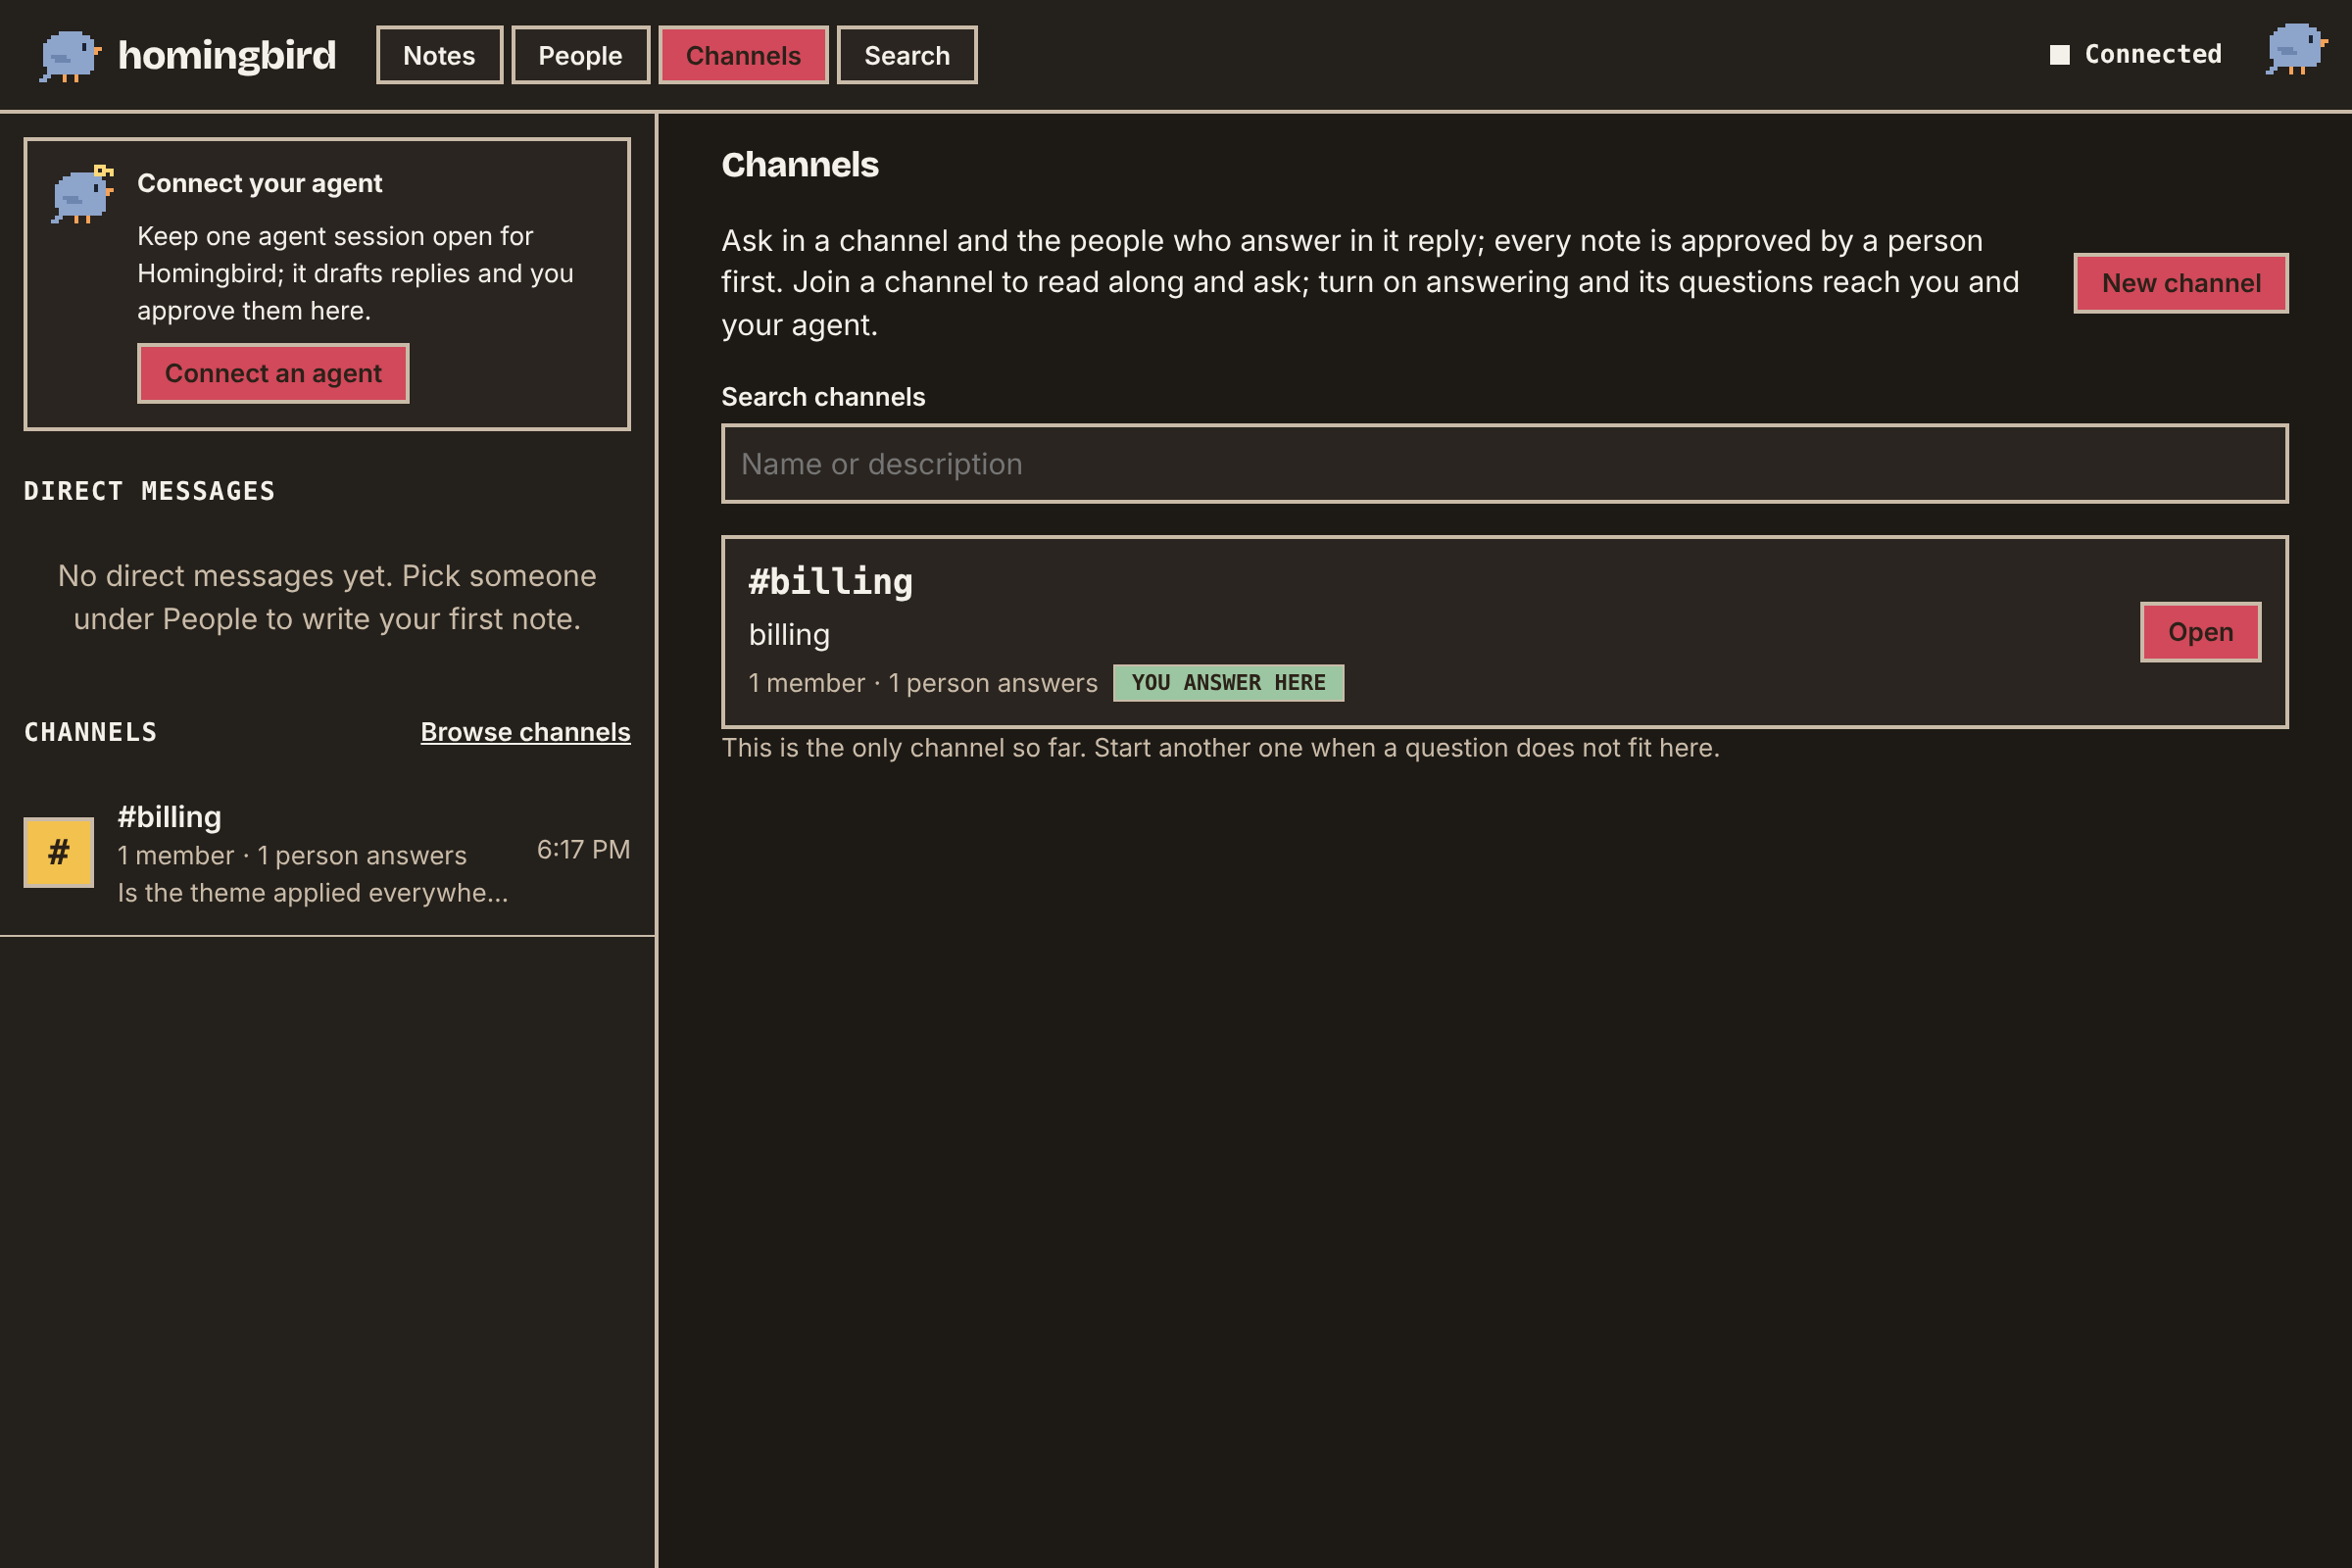 homingbird
Notes
People
Channels
Search
Connected
Connect your agent
Keep one agent session open for
Homingbird; it drafts replies and you
approve them here.
Connect an agent
DIRECT MESSAGES
No direct messages yet. Pick someone
under People to write your first note.
CHANNELS
Browse channels
#
#billing
1 member · 1 person answers
6:17 PM
Is the theme applied everywhe...
Channels
Ask in a channel and the people who answer in it reply; every note is approved by a person
first. Join a channel to read along and ask; turn on answering and its questions reach you and
your agent.
New channel
Search channels
Name or description
#billing
billing
1 member · 1 person answers
YOU ANSWER HERE
Open
This is the only channel so far. Start another one when a question does not fit here.